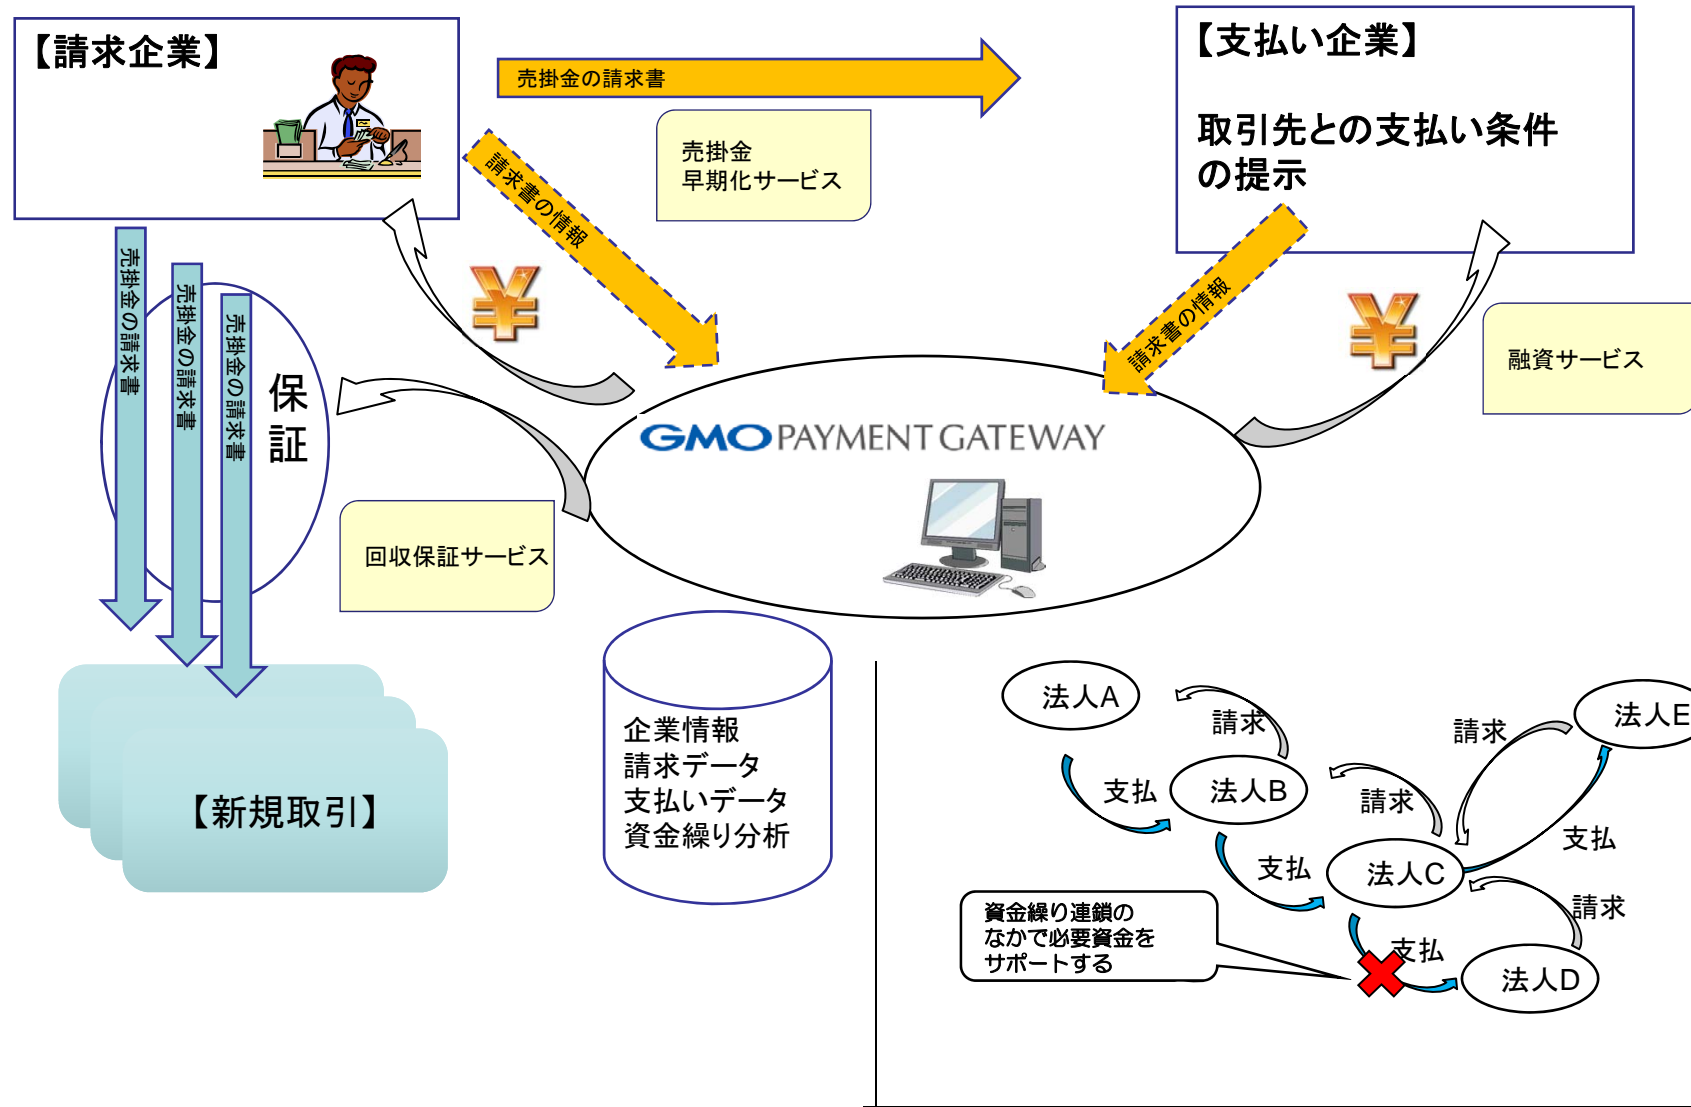 【請求企業】
売掛金の請求書
【支払い企業】
取引先との支払い条件
の提示
売掛金
早期化サービス
請求書の情報
請求書の情報
融資サービス
売掛金の請求書
売掛金の請求書
売掛金の請求書
保
証
GMO PAYMENT GATEWAY
回収保証サービス
【新規取引】
企業情報
請求データ
支払いデータ
資金繰り分析
法人A
請求
支払
法人B
請求
支払
法人C
請求
支払
法人E
請求
支払
法人D
資金繰り連鎖の
なかで必要資金を
サポートする